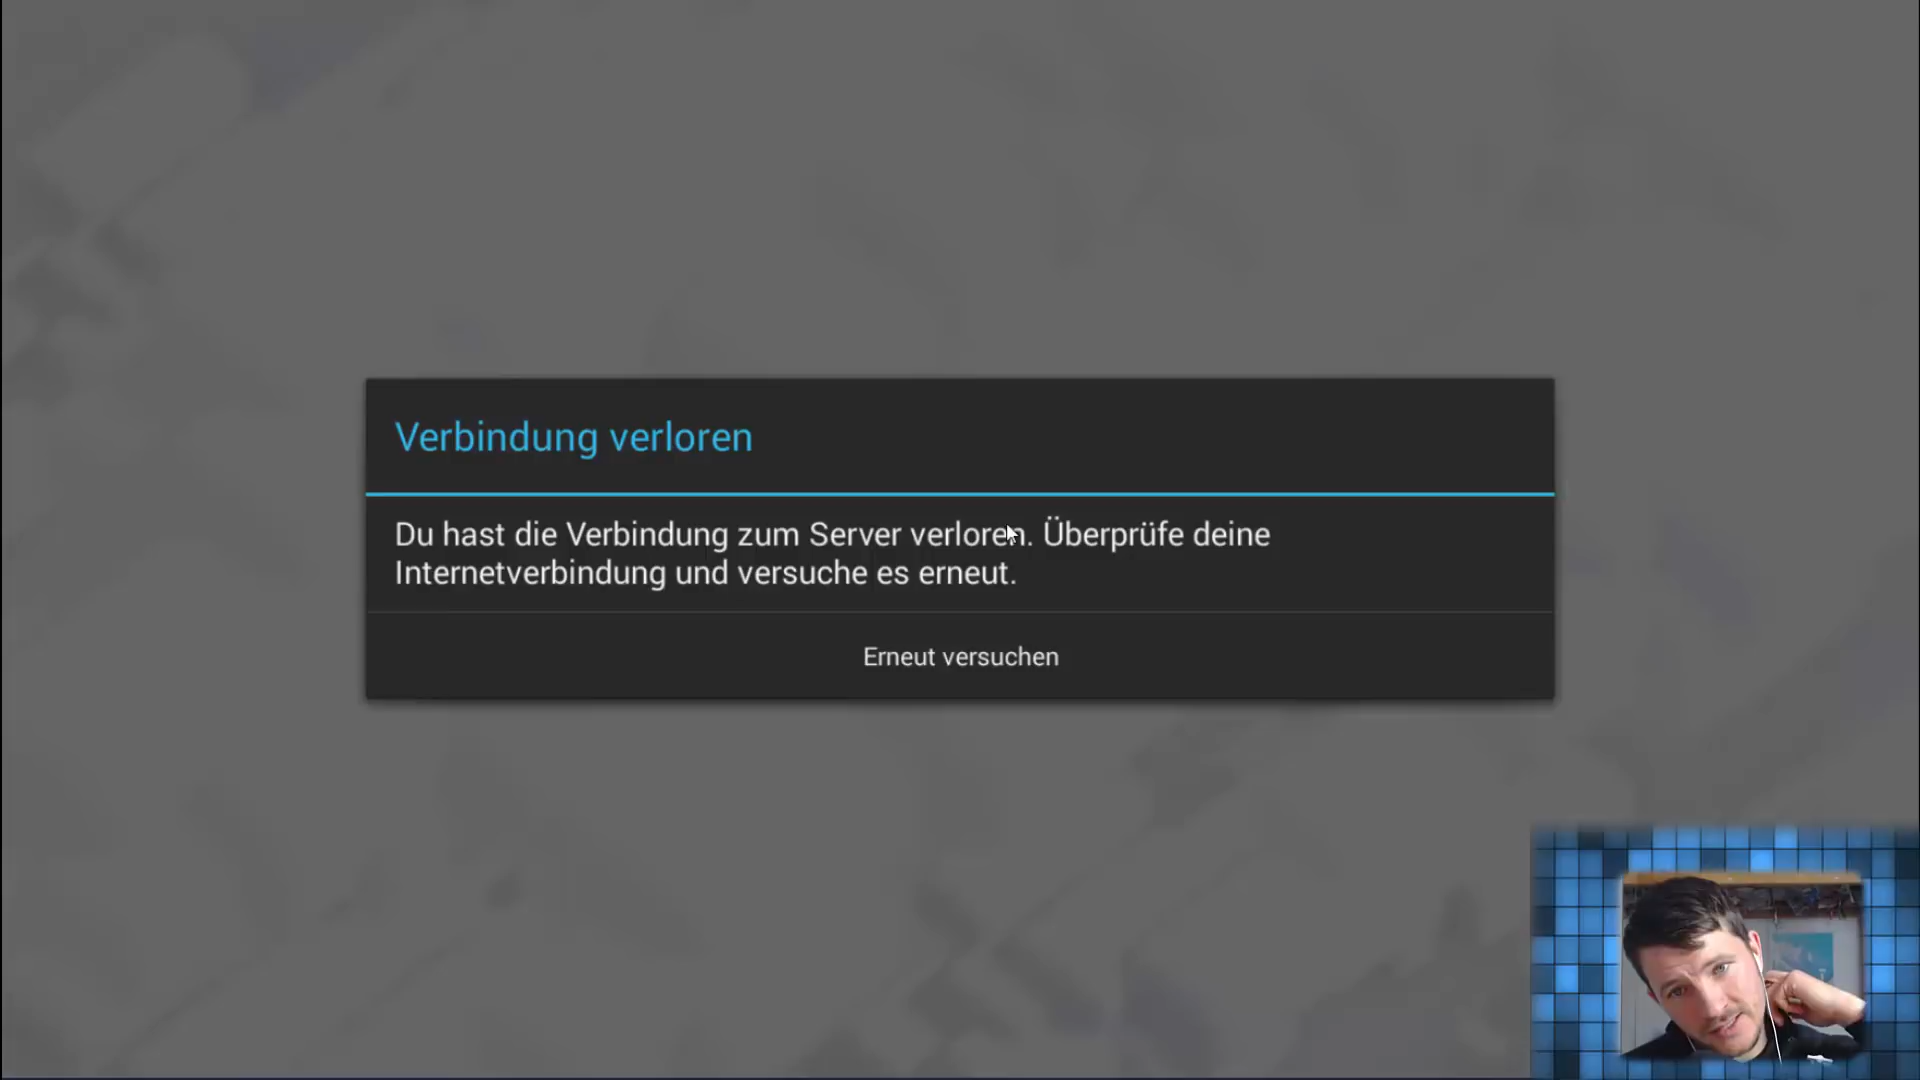 Verbindung verloren
Du hast die Verbindung zum Server verloren. Überprüfe deine
Internetverbindung und versuche es erneut.
Erneut versuchen